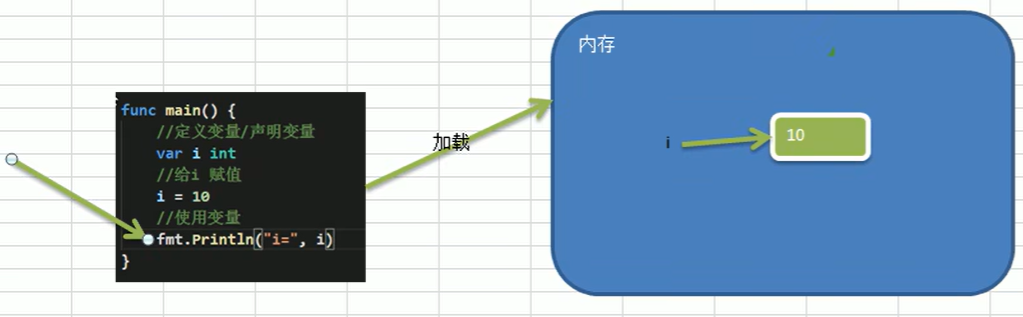 func main() {
//定义变量/声明变量
var i int
//给i 赋值
i = 10
//使用变量
fmt.Println("i=", i)
}
加载
内存
i
10